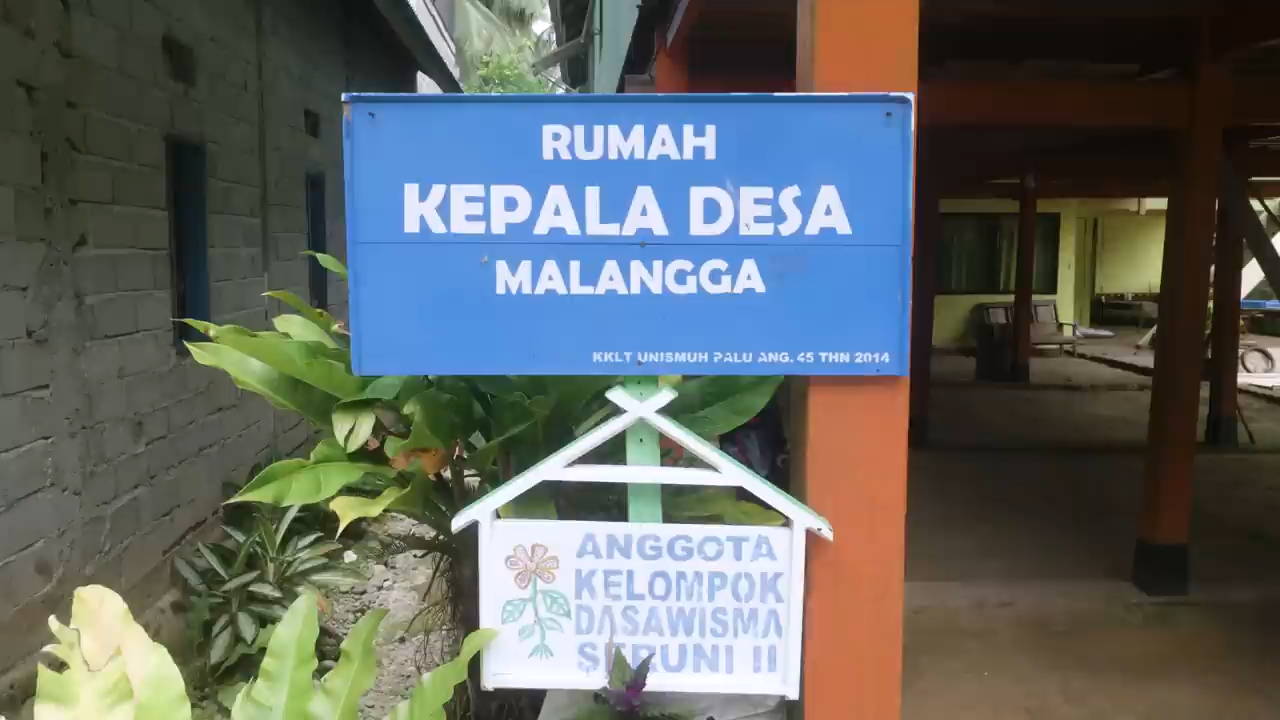 RUMAH
KEPALA DESA
MALANGGA
KKLT UNISMUH PALU ANG. 45 THN 2014
ANGGOTA
KELOMPOK
DASAWISMA
SERUNI II